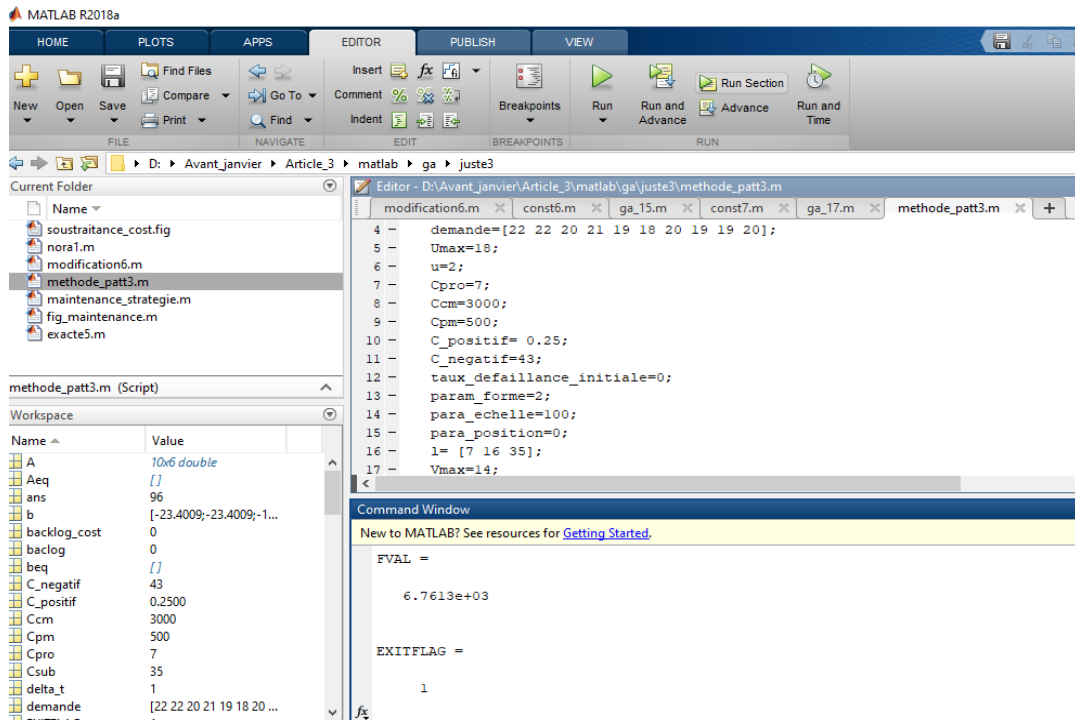 MATLAB R2018a
HOME PLOTS APPS EDITOR PUBLISH VIEW
New Open Save Find Files Compare Print Go To Find Insert fx Comment Indent Breakpoints Run Run and Advance Run Section Advance Run and Time
FILE NAVIGATE EDIT BREAKPOINTS RUN
D: Avant_janvier Article_3 matlab ga juste3
Current Folder
Name
soustraitance_cost.fig
nora1.m
modification6.m
methode_patt3.m
maintenance_strategie.m
fig_maintenance.m
exacte5.m
methode_patt3.m (Script)
Workspace
Name Value
A 10x6 double
Aeq []
ans 96
b [-23.4009;-23.4009;-1...
backlog_cost 0
baclog 0
beq []
C_negatif 43
C_positif 0.2500
Ccm 3000
Cpm 500
Cpro 7
Csub 35
delta_t 1
demande [22 22 20 21 19 18 20 ...
Editor - D:\Avant_janvier\Article_3\matlab\ga\juste3\methode_patt3.m
modification6.m const6.m ga_15.m const7.m ga_17.m methode_patt3.m +
4 - demande=[22 22 20 21 19 18 20 19 19 20];
5 - Umax=18;
6 - u=2;
7 - Cpro=7;
8 - Ccm=3000;
9 - Cpm=500;
10 - C_positif= 0.25;
11 - C_negatif=43;
12 - taux_defaillance_initiale=0;
13 - param_forme=2;
14 - para_echelle=100;
15 - para_position=0;
16 - l= [7 16 35];
17 - Vmax=14;
Command Window
New to MATLAB? See resources for Getting Started.
FVAL =
6.7613e+03
EXITFLAG =
1
fx